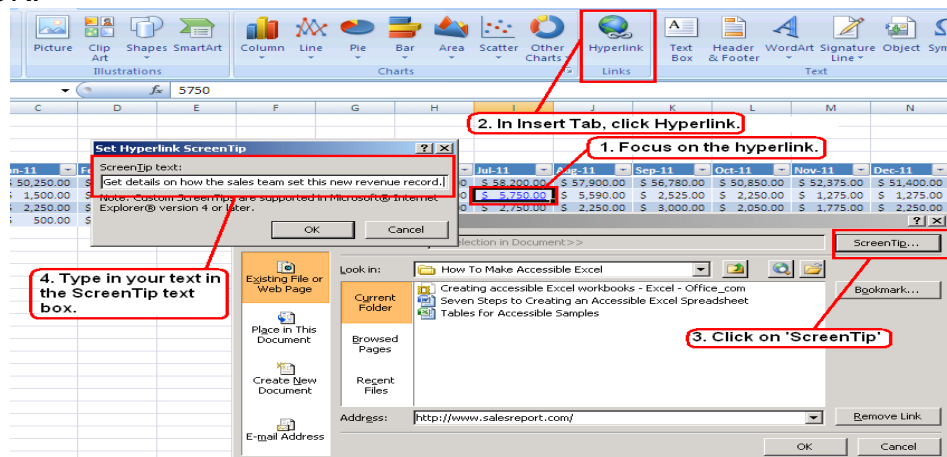 Picture Clip Art Shapes SmartArt Column Line Pie Bar Area Scatter Other Charts Hyperlink Text Box Header & Footer WordArt Signature Line Object
Illustrations Charts Links Text
fx 5750
C D E F G H I J K L M N
2. In Insert Tab, click Hyperlink.
1. Focus on the hyperlink.
Set Hyperlink ScreenTip
ScreenTip text:
Get details on how the sales team set this new revenue record.
Note: Custom ScreenTips are supported in Microsoft® Internet
Explorer® version 4 or later.
OK Cancel
Jul-11 Aug-11 Sep-11 Oct-11 Nov-11 Dec-11
50,250.00 $ 58,200.00 $ 57,900.00 $ 56,780.00 $ 50,850.00 $ 52,375.00 $ 51,400.00
1,500.00 $ 5,750.00 $ 5,590.00 $ 2,525.00 $ 2,250.00 $ 1,275.00 $ 1,275.00
2,250.00 $ 2,750.00 $ 2,250.00 $ 3,000.00 $ 2,050.00 $ 1,775.00 $ 2,250.00
500.00
4. Type in your text in
the ScreenTip text
box.
election in Document>>
ScreenTip...
Look in: How To Make Accessible Excel
Existing File or
Web Page
Place in This
Document
Create New
Document
E-mail Address
Current
Folder
Browsed
Pages
Recent
Files
Creating accessible Excel workbooks - Excel - Office_com
Seven Steps to Creating an Accessible Excel Spreadsheet
Tables for Accessible Samples
Bookmark...
3. Click on 'ScreenTip'
Address: http://www.salesreport.com/
Remove Link
OK Cancel